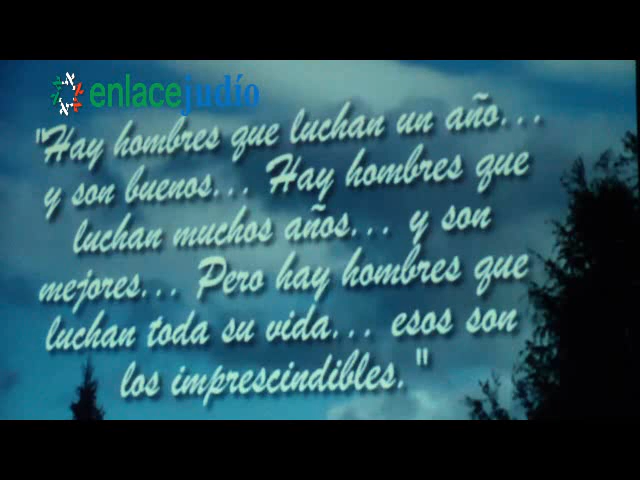 enlacejudío
"Hay hombres que luchan un año...
y son buenos... Hay hombres que
luchan muchos años... y son
mejores... Pero hay hombres que
luchan toda su vida... esos son
los imprescindibles."